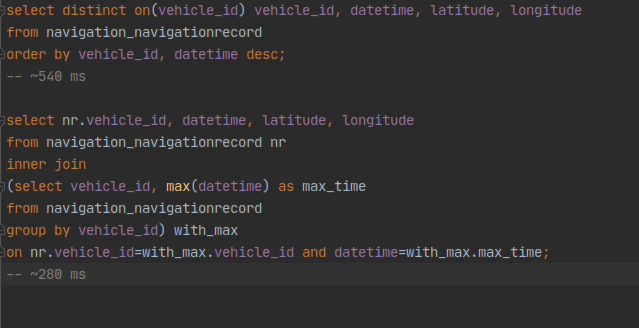 select distinct on(vehicle_id) vehicle_id, datetime, latitude, longitude
from navigation_navigationrecord
order by vehicle_id, datetime desc;
-- ~540 ms
select nr.vehicle_id, datetime, latitude, longitude
from navigation_navigationrecord nr
inner join
(select vehicle_id, max(datetime) as max_time
from navigation_navigationrecord
group by vehicle_id) with_max
on nr.vehicle_id=with_max.vehicle_id and datetime=with_max.max_time;
-- ~280 ms